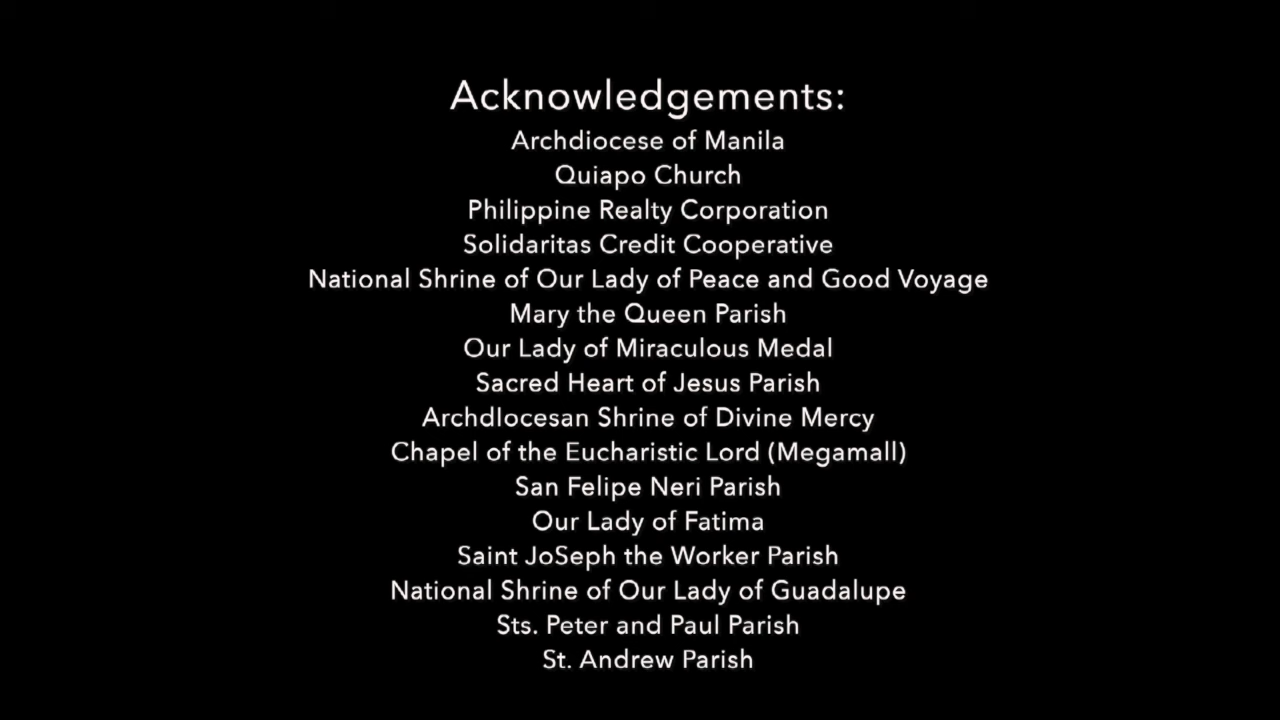 Acknowledgements:
Archdiocese of Manila
Quiapo Church
Philippine Realty Corporation
Solidaritas Credit Cooperative
National Shrine of Our Lady of Peace and Good Voyage
Mary the Queen Parish
Our Lady of Miraculous Medal
Sacred Heart of Jesus Parish
ArchdIocesan Shrine of Divine Mercy
Chapel of the Eucharistic Lord (Megamall)
San Felipe Neri Parish
Our Lady of Fatima
Saint JoSeph the Worker Parish
National Shrine of Our Lady of Guadalupe
Sts. Peter and Paul Parish
St. Andrew Parish